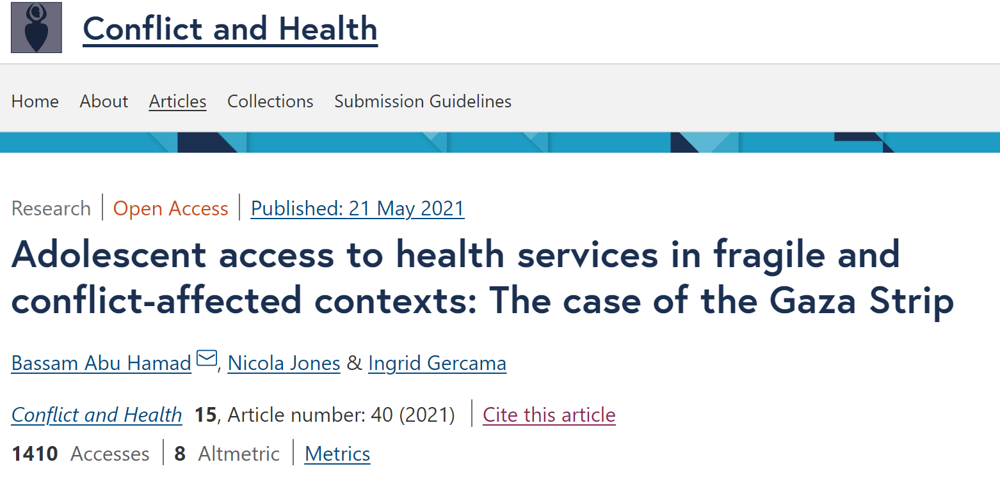 Conflict and Health
Home About Articles Collections Submission Guidelines
Research Open Access Published: 21 May 2021
Adolescent access to health services in fragile and
conflict-affected contexts: The case of the Gaza Strip
Bassam Abu Hamad, Nicola Jones & Ingrid Gercama
Conflict and Health 15, Article number: 40 (2021) Cite this article
1410 Accesses 8 Altmetric Metrics